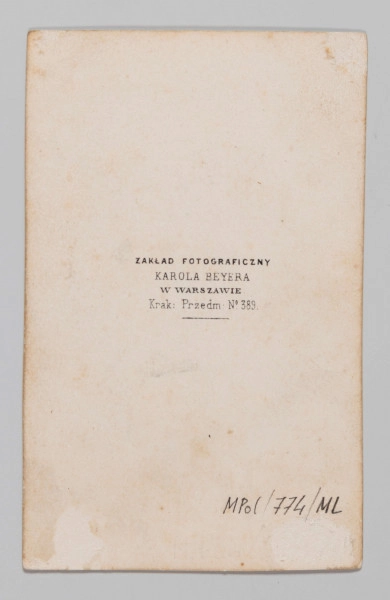 ZAKŁAD FOTOGRAFICZNY
KAROLA BEYERA
W WARSZAWIE
Krak: Przedm: Nº 389.
MPol/774/ML